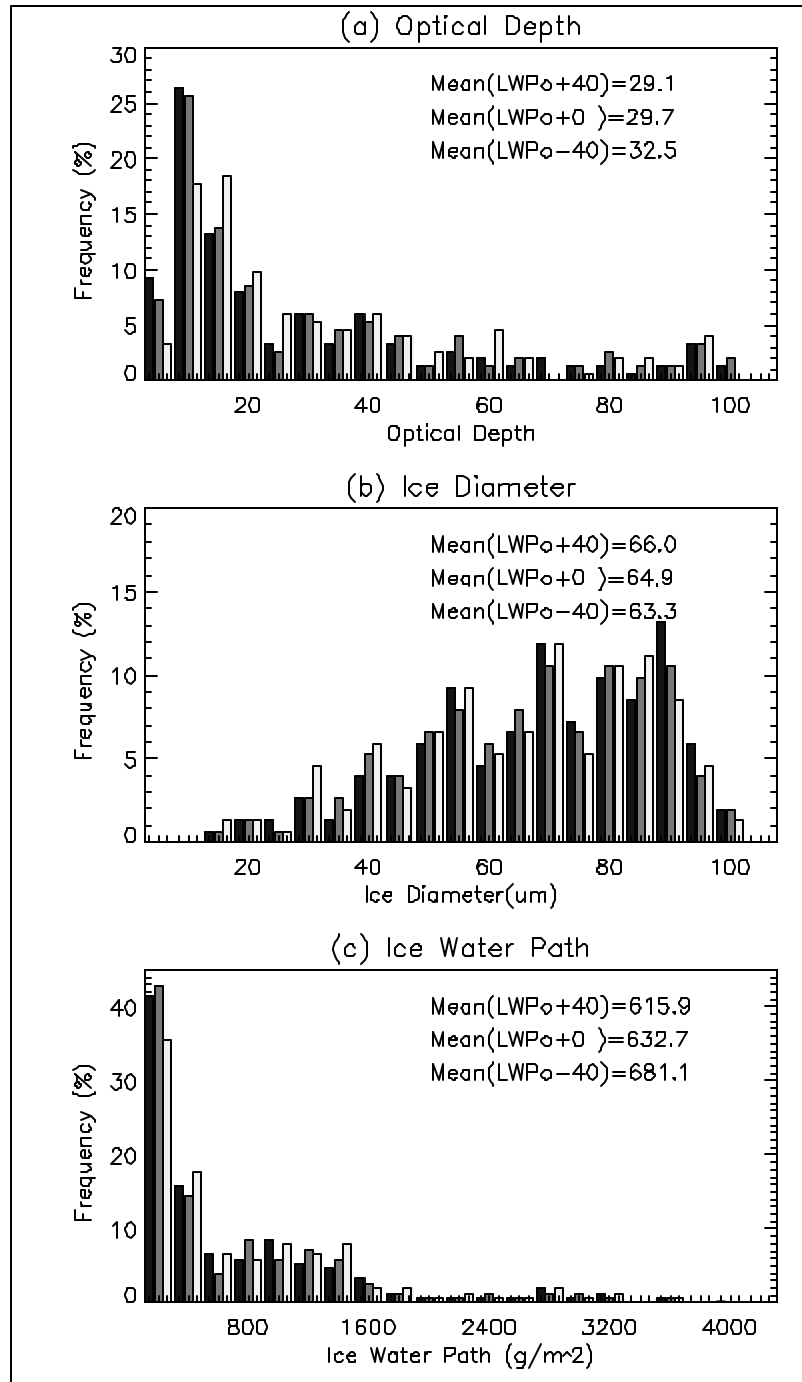 (a) Optical Depth
30
25
20
15
10
5
0
Frequency (%)
Mean(LWPo+40)=29.1
Mean(LWPo+0 )=29.7
Mean(LWPo-40)=32.5
20 40 60 80 100
Optical Depth
(b) Ice Diameter
20
15
10
5
0
Frequency (%)
Mean(LWPo+40)=66.0
Mean(LWPo+0 )=64.9
Mean(LWPo-40)=63.3
20 40 60 80 100
Ice Diameter(um)
(c) Ice Water Path
40
30
20
10
0
Frequency (%)
Mean(LWPo+40)=615.9
Mean(LWPo+0 )=632.7
Mean(LWPo-40)=681.1
800 1600 2400 3200 4000
Ice Water Path (g/m^2)